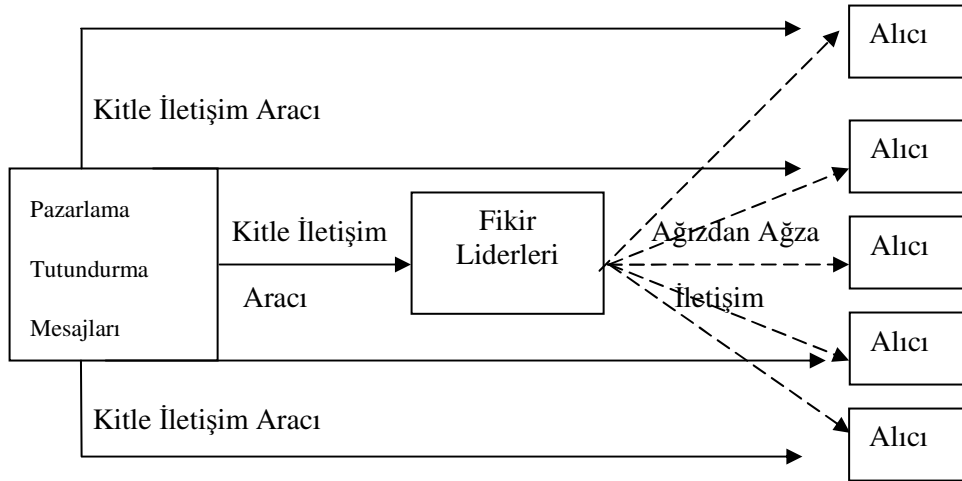 Alıcı
Kitle İletişim Aracı
Alıcı
Pazarlama
Tutundurma
Mesajları
Kitle İletişim
Aracı
Fikir
Liderleri
Ağızdan Ağza
İletişim
Alıcı
Alıcı
Kitle İletişim Aracı
Alıcı